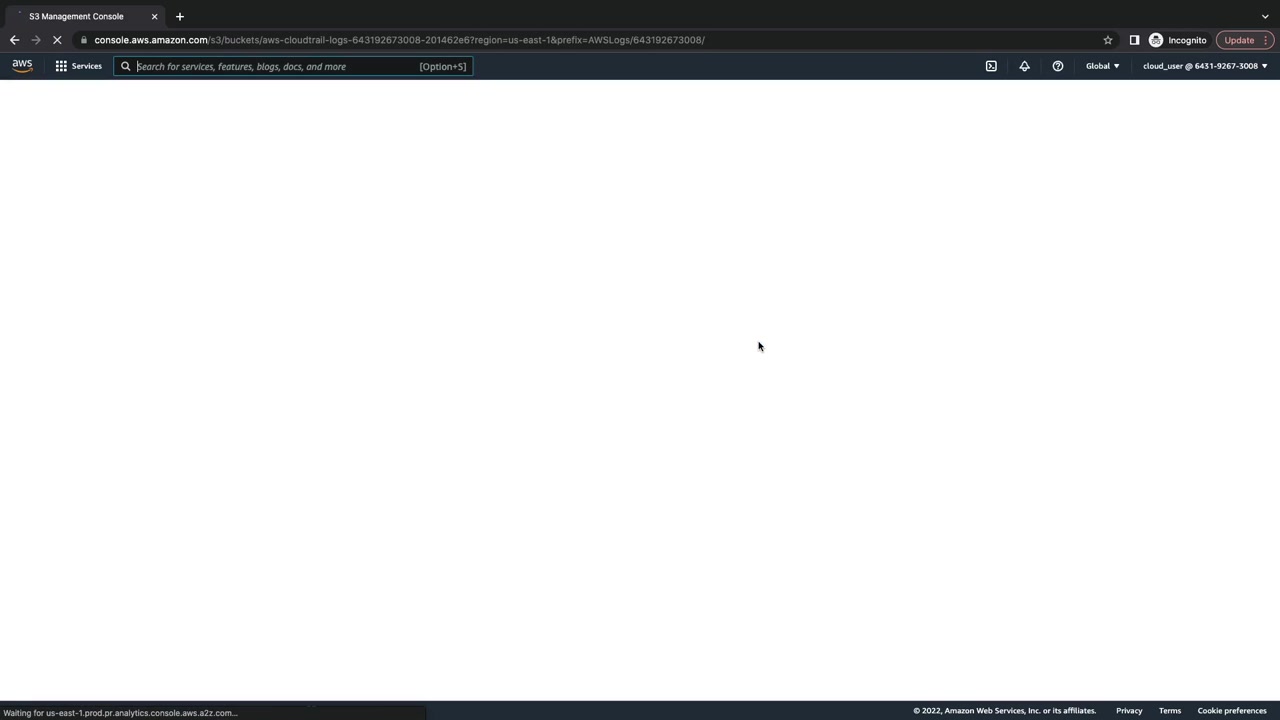 S3 Management Console
console.aws.amazon.com/s3/buckets/aws-cloudtrail-logs-643192673008-201462e6?region=us-east-1&prefix=AWSLogs/643192673008/
Incognito
Update
aws
Services
Search for services, features, blogs, docs, and more
[Option+S]
Global
cloud_user @ 6431-9267-3008
Waiting for us-east-1.prod.pr.analytics.console.aws.a2z.com...
© 2022, Amazon Web Services, Inc. or its affiliates.
Privacy
Terms
Cookie preferences